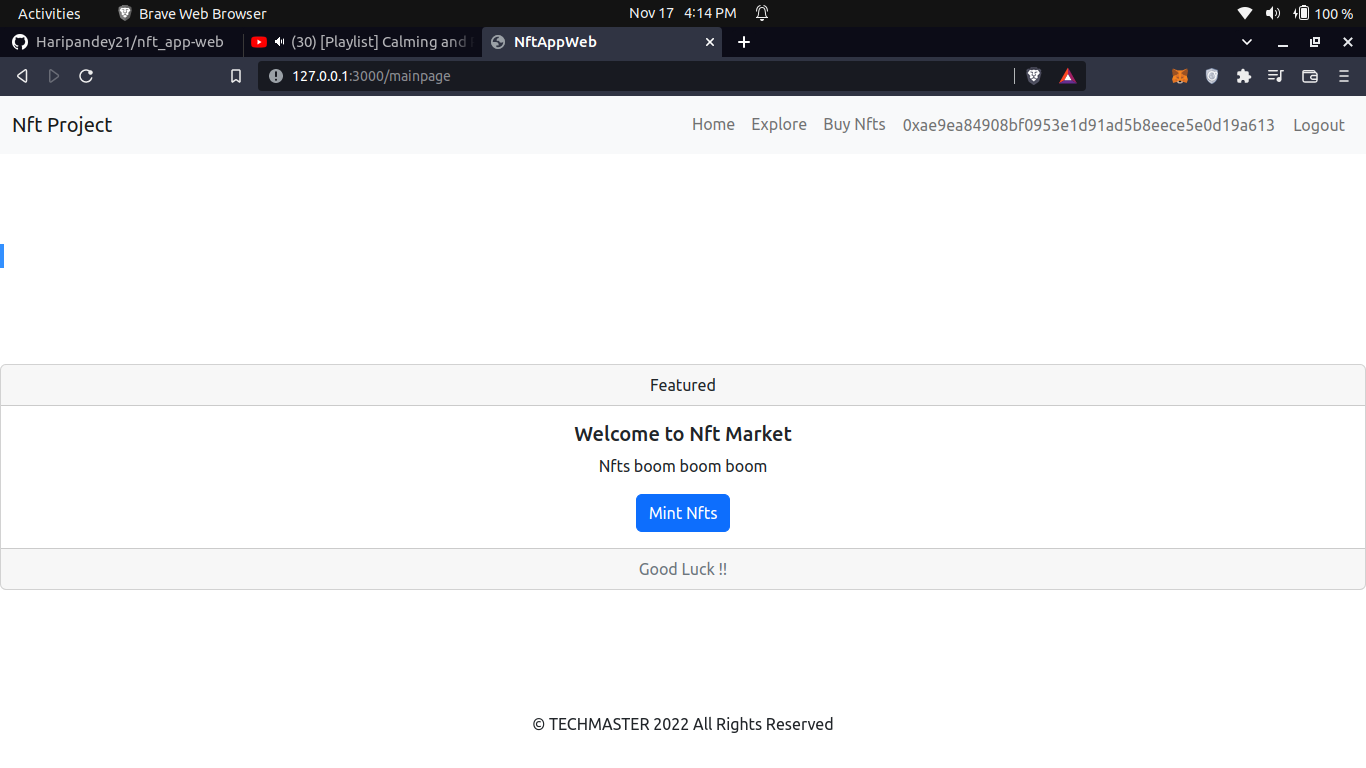 Activities Brave Web Browser Nov 17 4:14 PM 100 %
Haripandey21/nft_app-web (30) [Playlist] Calming and NftAppWeb
127.0.0.1:3000/mainpage
Nft Project Home Explore Buy Nfts 0xae9ea84908bf0953e1d91ad5b8eece5e0d19a613 Logout
Featured
Welcome to Nft Market
Nfts boom boom boom
Mint Nfts
Good Luck !!
© TECHMASTER 2022 All Rights Reserved